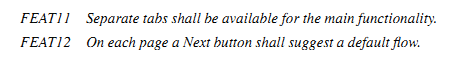 FEAT11 Separate tabs shall be available for the main functionality.
FEAT12 On each page a Next button shall suggest a default flow.